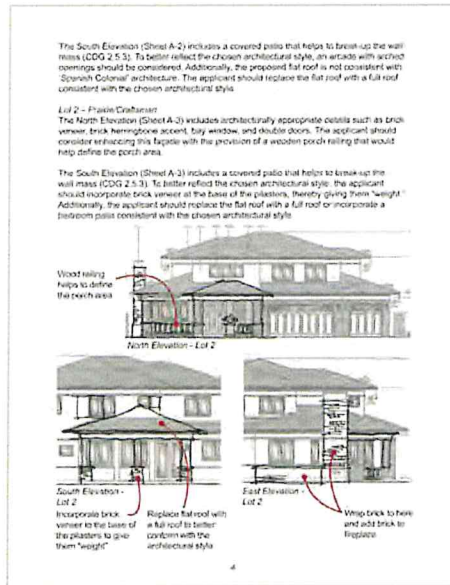 The South Elevation (Sheet A-2) includes a covered patio that helps to break-up the wall
mass (CDG 2.5.3). To better reflect the chosen architectural style, an arcade with arched
openings should be considered. Additionally, the proposed flat roof is not consistent with
"Spanish Colonial" architecture. The applicant should replace the flat roof with a full roof
consistent with the chosen architectural style.
Lot 2 – Prairie/Craftsman
The North Elevation (Sheet A-3) includes architecturally appropriate details such as brick
veneer, brick herringbone accent, bay window, and double doors. The applicant should
consider enhancing this façade with the provision of a wooden porch railing that would
help define the porch area.
The South Elevation (Sheet A-3) includes a covered patio that helps to break-up the
wall mass (CDG 2.5.3). To better reflect the chosen architectural style, the applicant
should incorporate brick veneer at the base of the pilasters, thereby giving them "weight."
Additionally, the applicant should replace the flat roof with a full roof or incorporate a
bedroom patio consistent with the chosen architectural style.
Wood railing
helps to define
the porch area
North Elevation - Lot 2
South Elevation -
Lot 2
Incorporate brick
veneer to the base of
the pilasters to give
them "weight"
Replace flat roof with
a full roof to better
conform with the
architectural style
East Elevation -
Lot 2
Wrap brick to here
and add brick to
fireplace
4